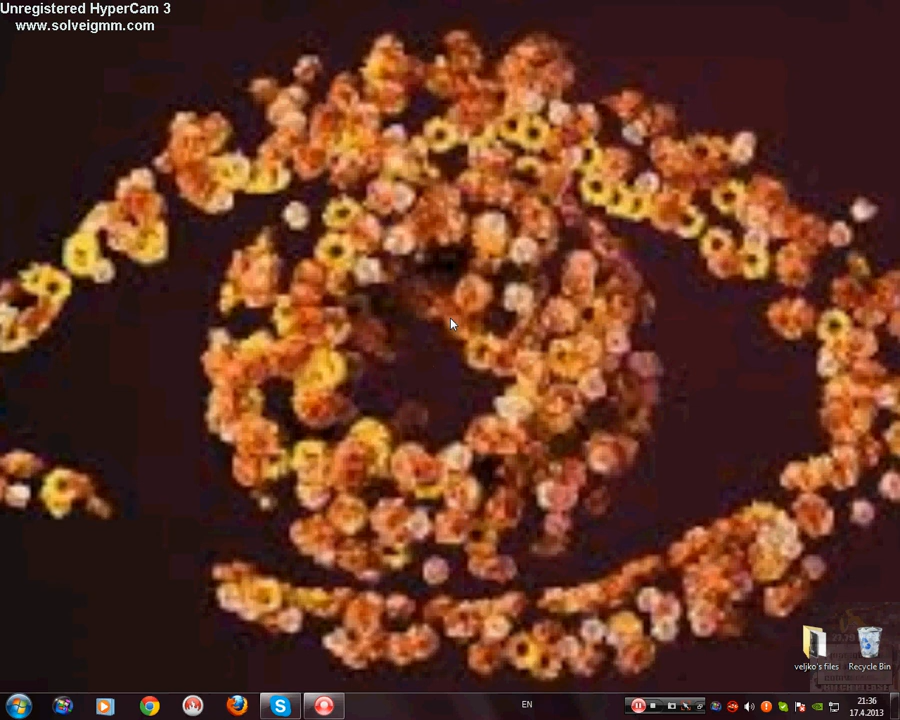 Unregistered HyperCam 3
www.solveigmm.com
veljko's files
Recycle Bin
EN
21:36
17.4.2013